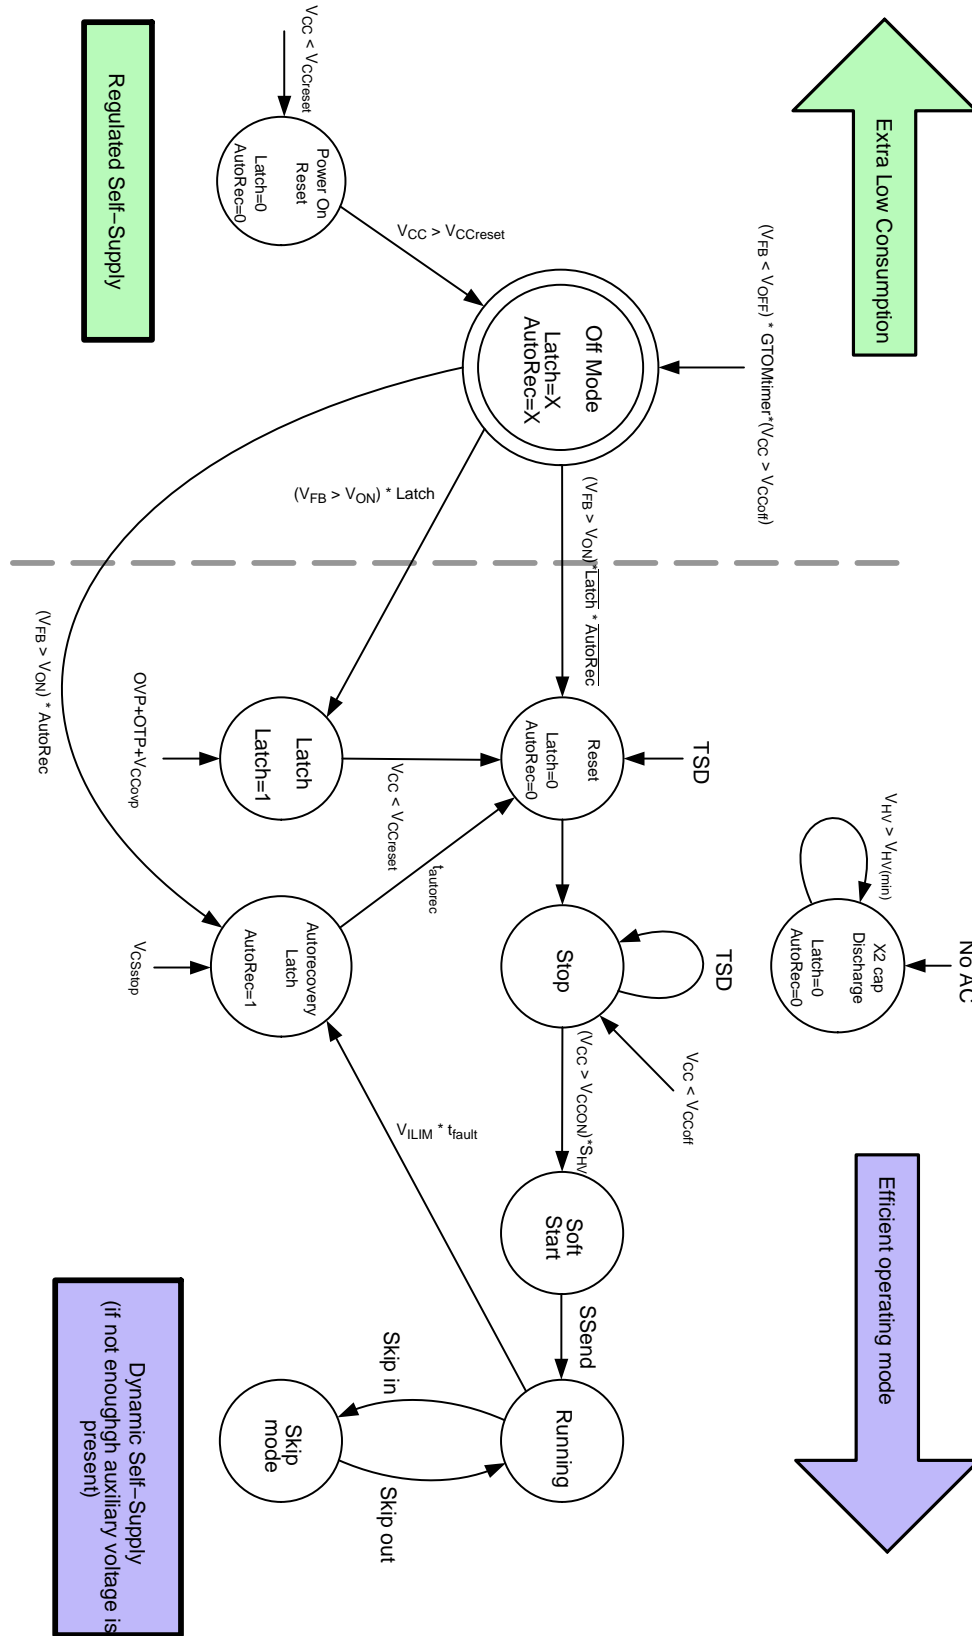 Extra Low Consumption
Efficient operating mode
No AC
X2 cap
Discharge
Latch=0
AutoRec=0
VHV > VHV(min)
(VFB < VOFF) * GTOMtimer*(VCC > VCCoff)
TSD
TSD
VCC < VCCoff
Off Mode
Latch=X
AutoRec=X
(VFB > VON)*Latch * AutoRec
Reset
Latch=0
AutoRec=0
Stop
(VCC > VCCON)*SHV
Soft
Start
SSend
Running
VCC > VCCreset
(VFB > VON) * Latch
VCC < VCCreset
tautorec
VILIM * tfault
Skip in
Skip out
VCC < VCCreset
Power On
Reset
Latch=0
AutoRec=0
Latch
Latch=1
Autorecovery
Latch
AutoRec=1
Skip
mode
OVP+OTP+VCCovp
VCSstop
(VFB > VON) * AutoRec
Regulated Self−Supply
Dynamic Self−Supply
(if not enoughgh auxiliary voltage is
present)